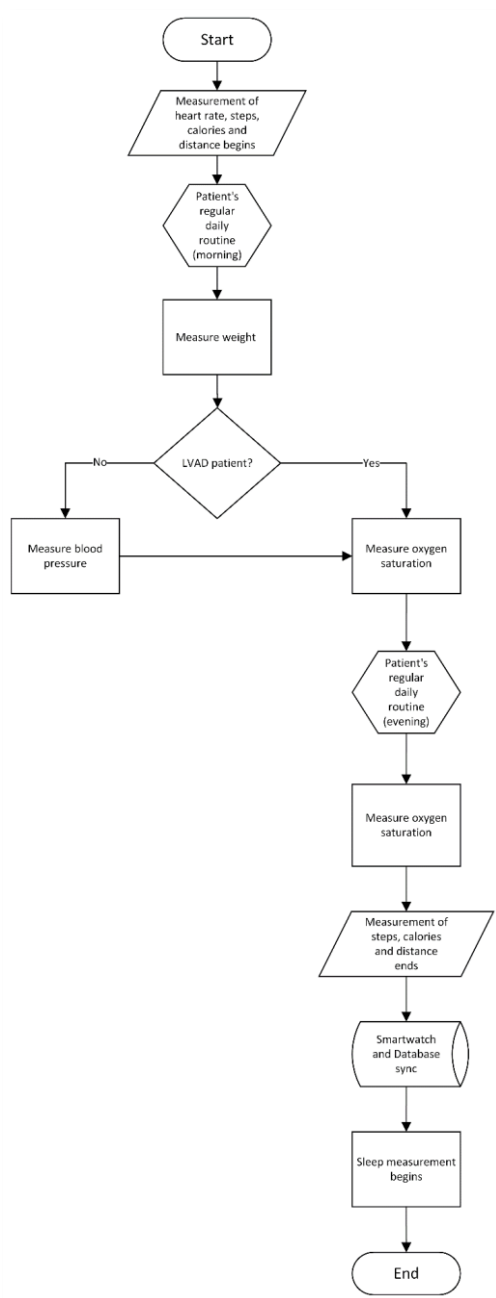 Start
Measurement of
heart rate, steps,
calories and
distance begins
Patient's
regular
daily
routine
(morning)
Measure weight
LVAD patient?
No
Yes
Measure blood
pressure
Measure oxygen
saturation
Patient's
regular
daily
routine
(evening)
Measure oxygen
saturation
Measurement of
steps, calories
and distance
ends
Smartwatch
and Database
sync
Sleep measurement
begins
End